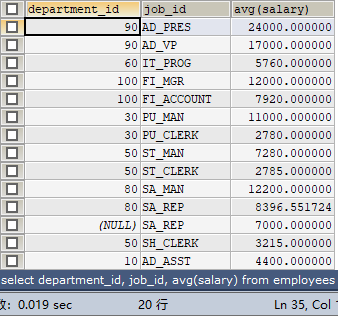 department_id job_id avg(salary)
90 AD_PRES 24000.000000
90 AD_VP 17000.000000
60 IT_PROG 5760.000000
100 FI_MGR 12000.000000
100 FI_ACCOUNT 7920.000000
30 PU_MAN 11000.000000
30 PU_CLERK 2780.000000
50 ST_MAN 7280.000000
50 ST_CLERK 2785.000000
80 SA_MAN 12200.000000
80 SA_REP 8396.551724
(NULL) SA_REP 7000.000000
50 SH_CLERK 3215.000000
10 AD_ASST 4400.000000
select department_id, job_id, avg(salary) from employees
: 0.019 sec 20 行 Ln 35, Col 1